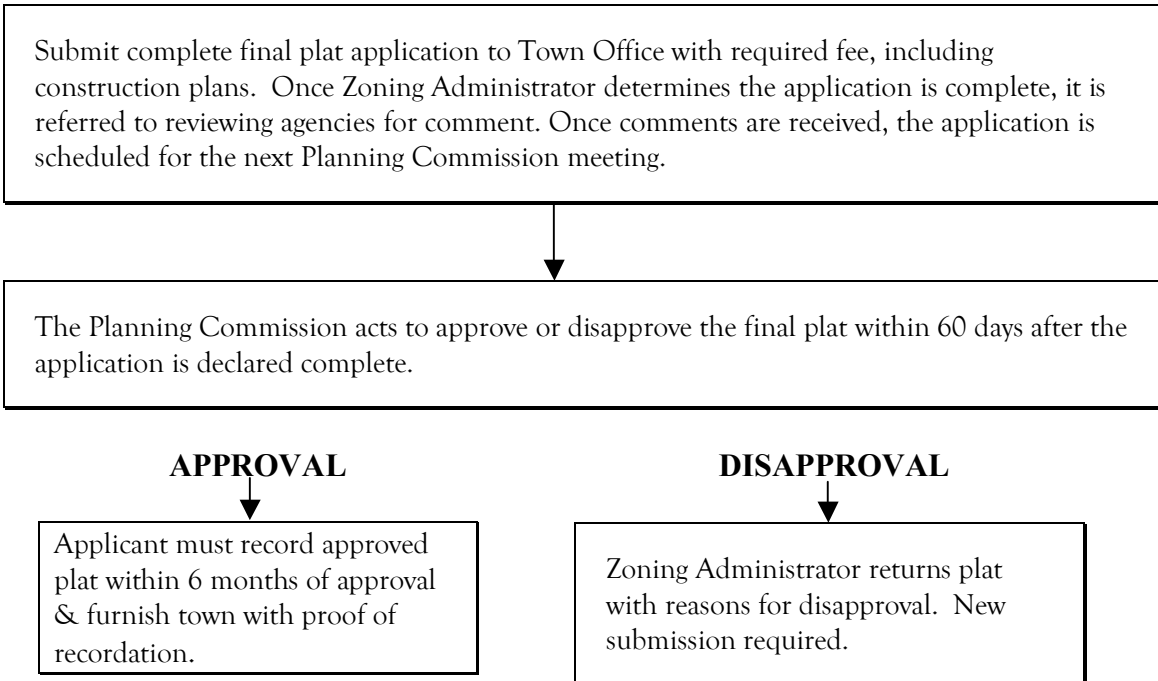 Submit complete final plat application to Town Office with required fee, including
construction plans.  Once Zoning Administrator determines the application is complete, it is
referred to reviewing agencies for comment. Once comments are received, the application is
scheduled for the next Planning Commission meeting.
The Planning Commission acts to approve or disapprove the final plat within 60 days after the
application is declared complete.
APPROVAL
Applicant must record approved
plat within 6 months of approval
& furnish town with proof of
recordation.
DISAPPROVAL
Zoning Administrator returns plat
with reasons for disapproval.  New
submission required.